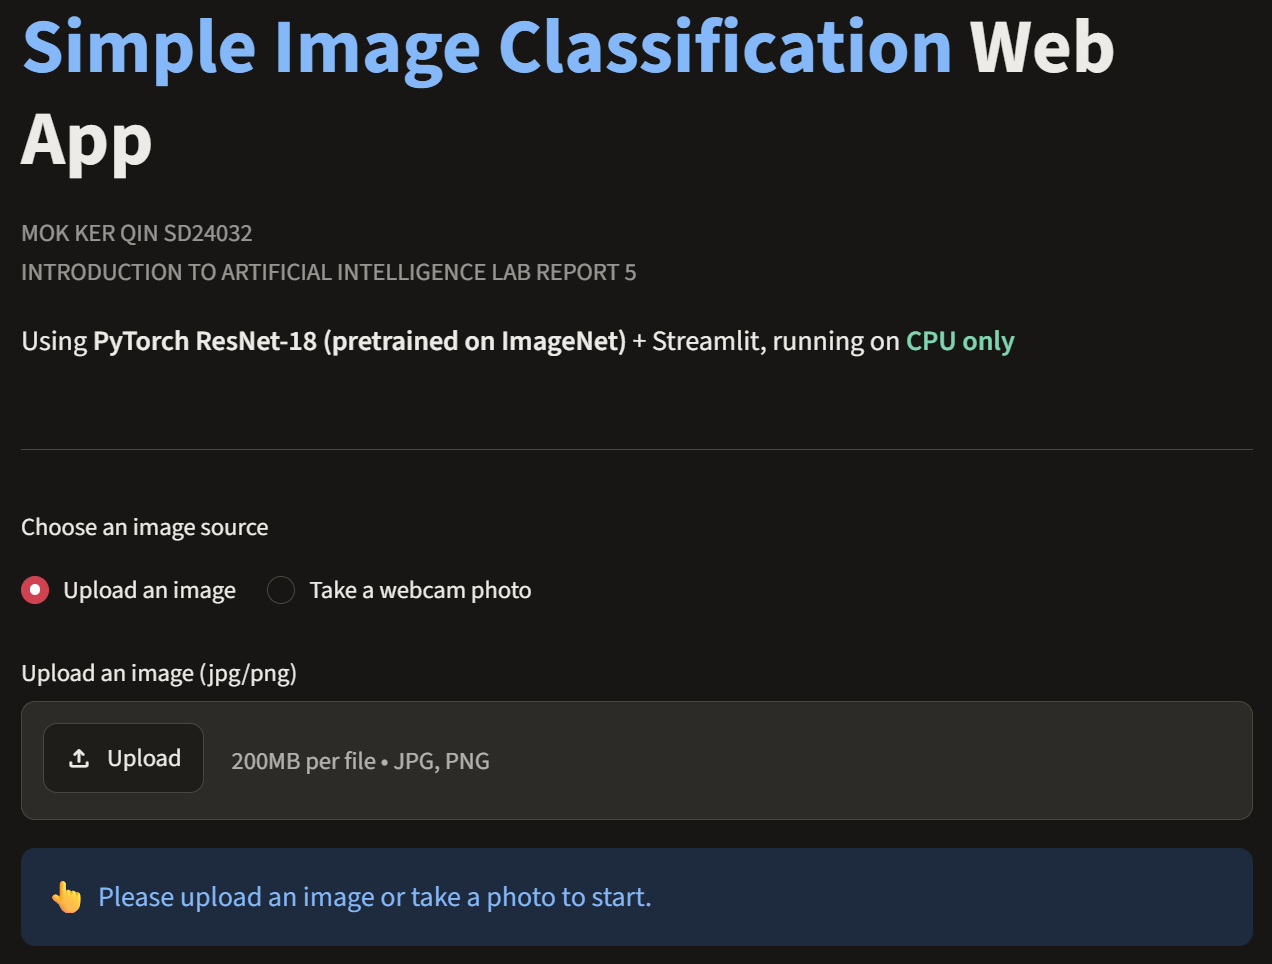 Simple Image Classification Web
App
MOK KER QIN SD24032
INTRODUCTION TO ARTIFICIAL INTELLIGENCE LAB REPORT 5
Using PyTorch ResNet-18 (pretrained on ImageNet) + Streamlit, running on CPU only
Choose an image source
Upload an image
Take a webcam photo
Upload an image (jpg/png)
Upload
200MB per file • JPG, PNG
👆 Please upload an image or take a photo to start.